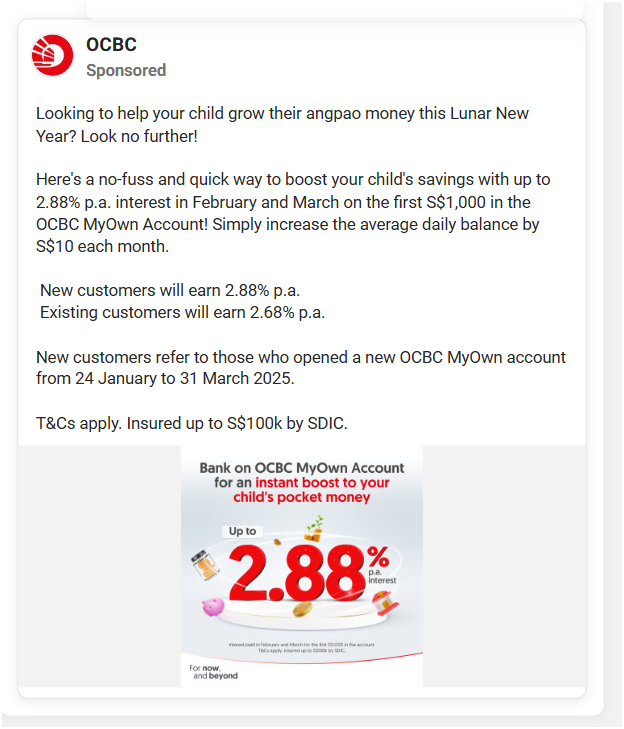 OCBC
Sponsored
Looking to help your child grow their angpao money this Lunar New
Year? Look no further!
Here's a no-fuss and quick way to boost your child's savings with up to
2.88% p.a. interest in February and March on the first S$1,000 in the
OCBC MyOwn Account! Simply increase the average daily balance by
S$10 each month.
New customers will earn 2.88% p.a.
Existing customers will earn 2.68% p.a.
New customers refer to those who opened a new OCBC MyOwn account
from 24 January to 31 March 2025.
T&Cs apply. Insured up to S$100k by SDIC.
Bank on OCBC MyOwn Account
for an instant boost to your
child's pocket money
Up to
2.88%
p.a.
interest
Interest paid in February and March for the first S$1,000 in the account.
T&Cs apply. Insured up to S$100k by SDIC.
For now,
and beyond